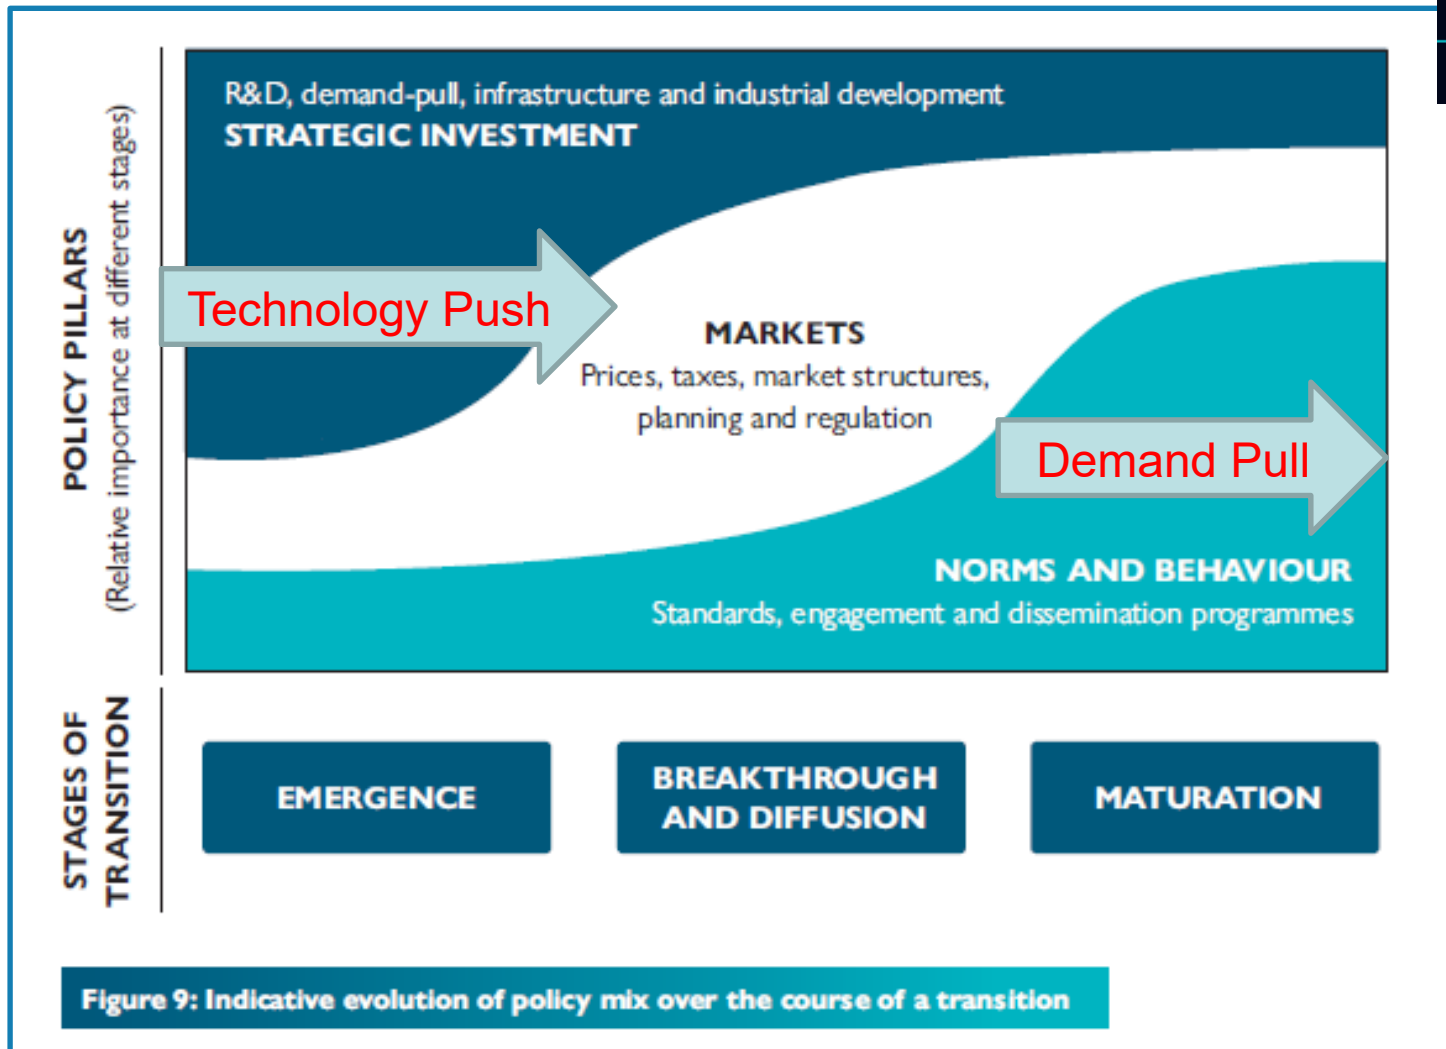 POLICY PILLARS
(Relative importance at different stages)
R&D, demand-pull, infrastructure and industrial development
STRATEGIC INVESTMENT
Technology Push
MARKETS
Prices, taxes, market structures,
planning and regulation
Demand Pull
NORMS AND BEHAVIOUR
Standards, engagement and dissemination programmes
STAGES OF
TRANSITION
EMERGENCE
BREAKTHROUGH
AND DIFFUSION
MATURATION
Figure 9: Indicative evolution of policy mix over the course of a transition